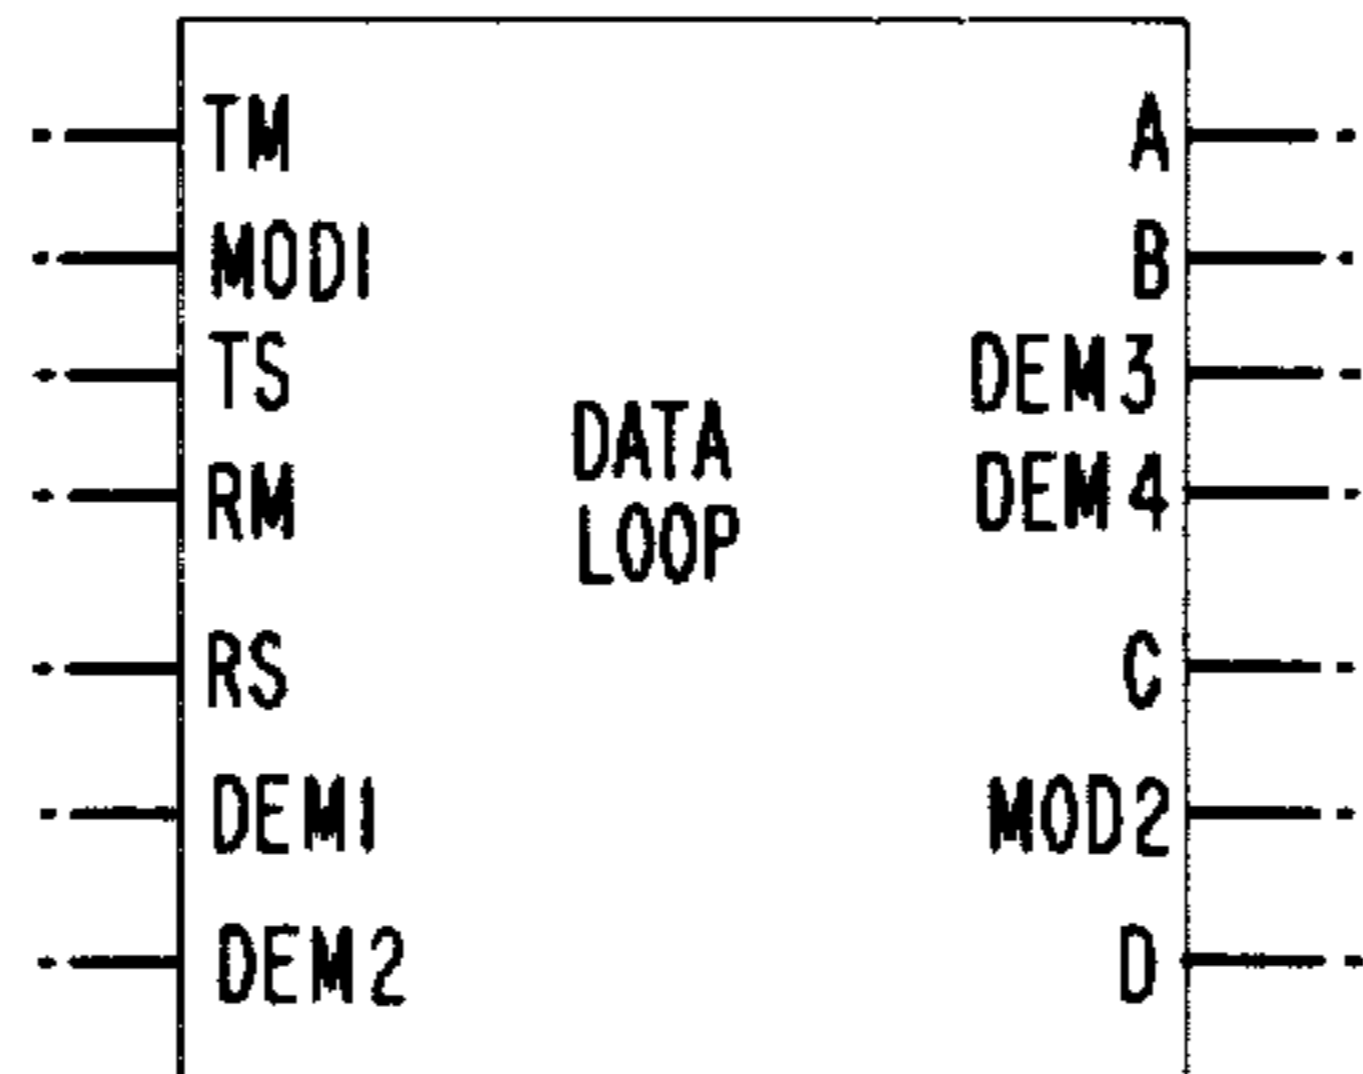 TM A
MOD1 B
TS DEM3
DATA
RM DEM4
LOOP
RS C
DEM1 MOD2
DEM2 D